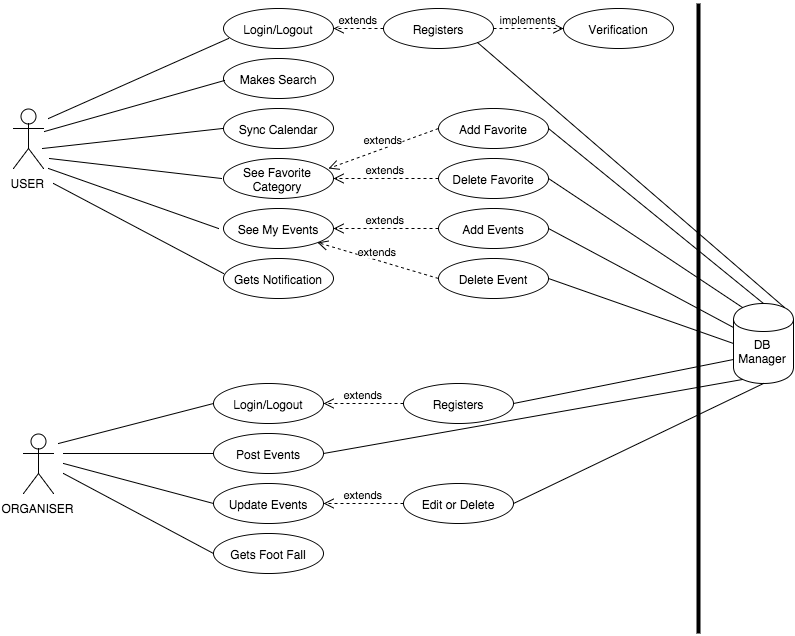 Login/Logout
extends
Registers
implements
Verification
Makes Search
USER
Sync Calendar
extends
Add Favorite
See Favorite
Category
extends
Delete Favorite
See My Events
extends
Add Events
extends
Gets Notification
Delete Event
DB
Manager
Login/Logout
extends
Registers
Post Events
ORGANISER
Update Events
extends
Edit or Delete
Gets Foot Fall